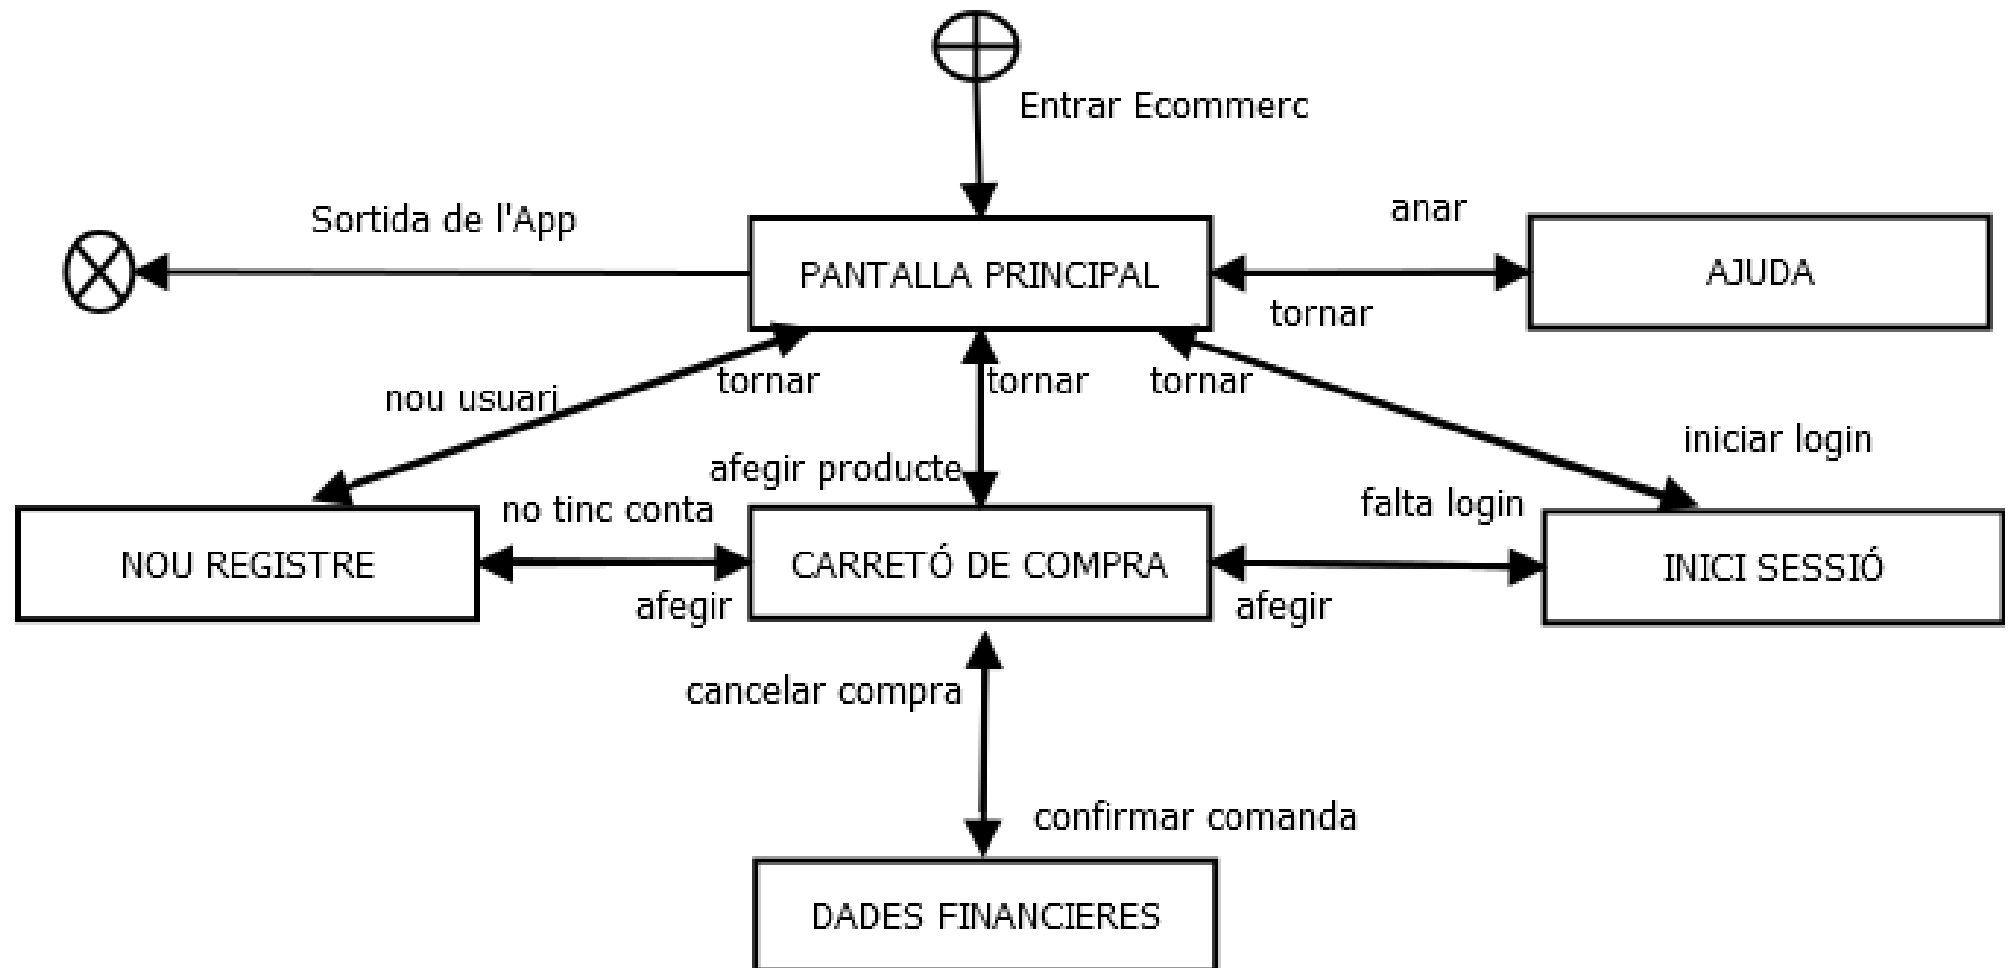 Entrar Ecommerc
Sortida de l'App
anar
PANTALLA PRINCIPAL
AJUDA
tornar
nou usuari
tornar
tornar
tornar
iniciar login
afegir producte
no tinc conta
falta login
NOU REGISTRE
CARRETÓ DE COMPRA
INICI SESSIÓ
afegir
afegir
cancelar compra
confirmar comanda
DADES FINANCIERES